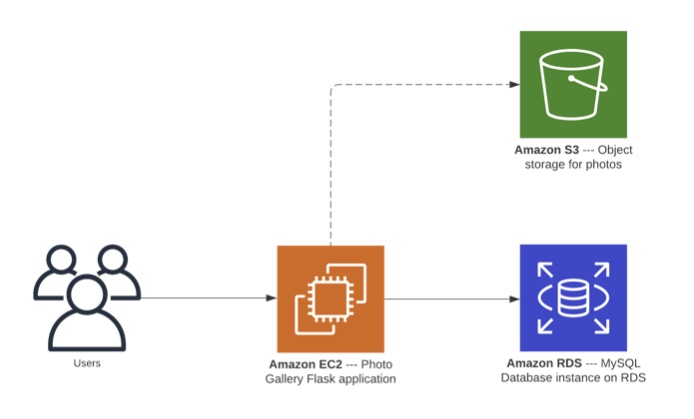 Amazon S3 --- Object
storage for photos
Users
Amazon EC2 --- Photo
Gallery Flask application
Amazon RDS --- MySQL
Database instance on RDS